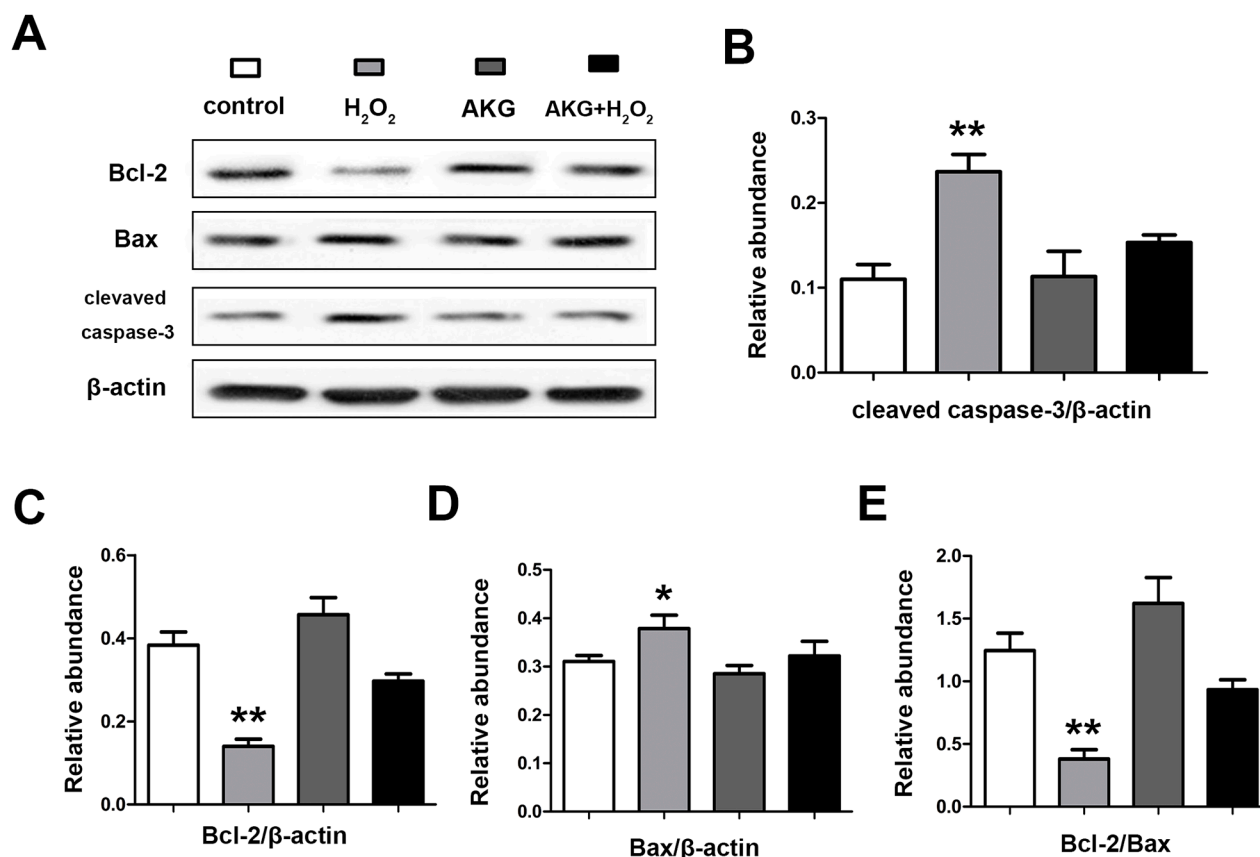 A
control H₂O₂ AKG AKG+H₂O₂
Bcl-2
Bax
clevaved
caspase-3
β-actin
B
Relative abundance
0.3
0.2
0.1
0.0
**
cleaved caspase-3/β-actin
C
Relative abundance
0.6
0.4
0.2
0.0
**
Bcl-2/β-actin
D
Relative abundance
0.5
0.4
0.3
0.2
0.1
0.0
*
Bax/β-actin
E
Relative abundance
2.0
1.5
1.0
0.5
0.0
**
Bcl-2/Bax